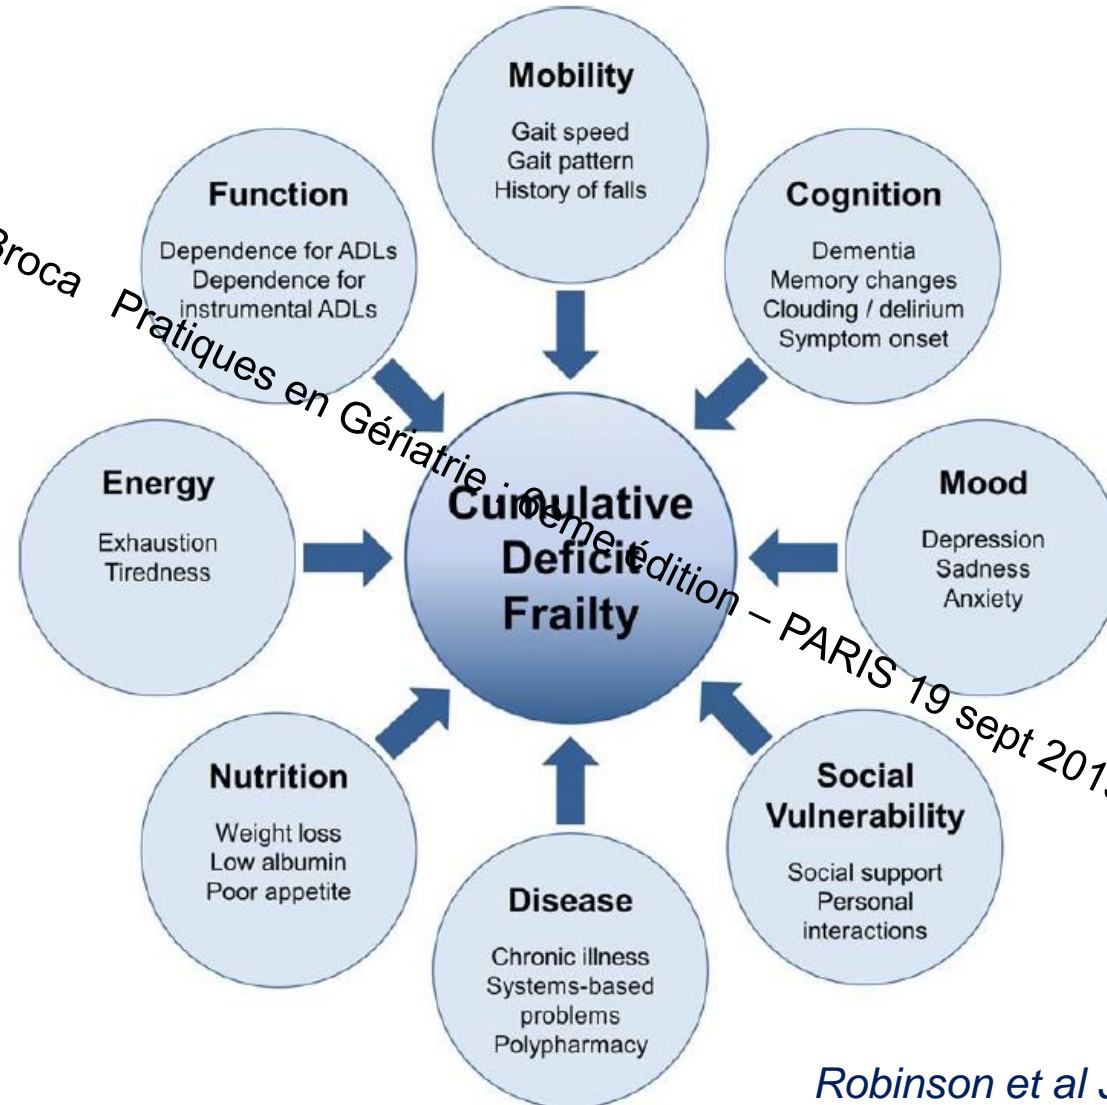 Mobility
Gait speed
Gait pattern
History of falls
Cognition
Dementia
Memory changes
Clouding / delirium
Symptom onset
Mood
Depression
Sadness
Anxiety
Social
Vulnerability
Social support
Personal
interactions
Disease
Chronic illness
Systems-based
problems
Polypharmacy
Nutrition
Weight loss
Low albumin
Poor appetite
Energy
Exhaustion
Tiredness
Function
Dependence for ADLs
Dependence for
instrumental ADLs
Cumulative
Deficit
Frailty
Broca Pratiques en Gériatrie : 6eme édition – PARIS 19 sept 201
Robinson et al J